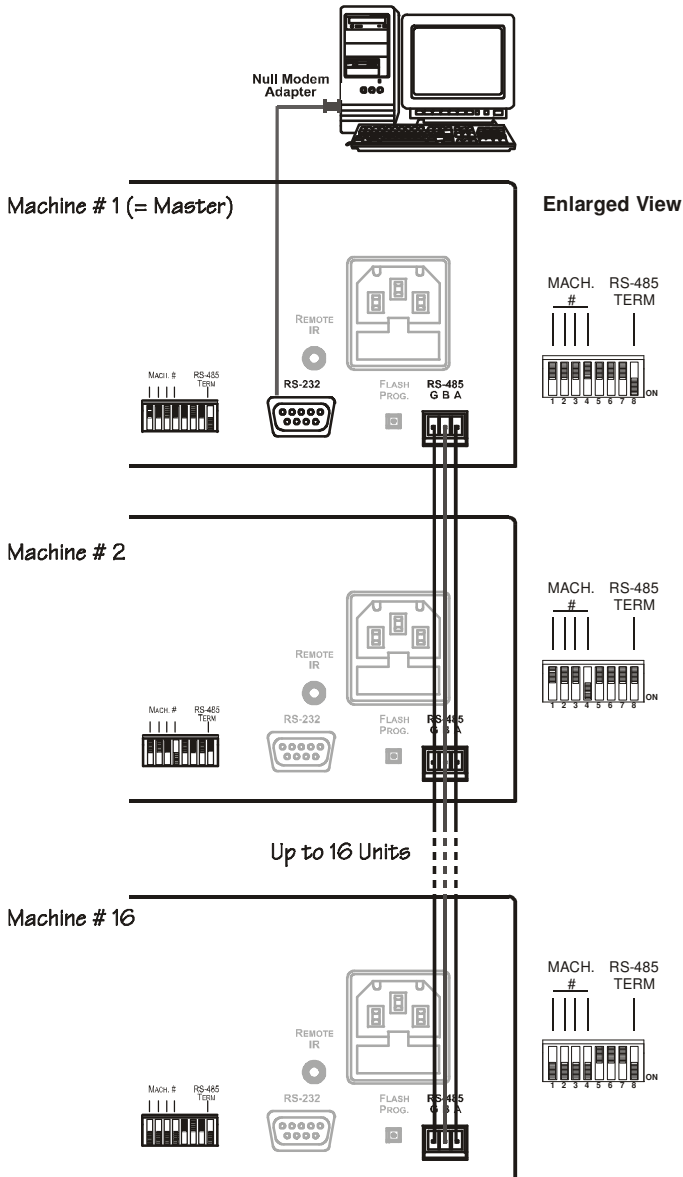 Null Modem
Adapter
Machine # 1 (= Master)
Enlarged View
MACH. RS-485
# TERM
REMOTE
IR
MACH. # RS-485
TERM
RS-232
FLASH
PROG.
RS-485
G B A
ON
1 2 3 4 5 6 7 8
Machine # 2
MACH. RS-485
# TERM
REMOTE
IR
MACH. # RS-485
TERM
RS-232
FLASH
PROG.
RS-485
G B A
ON
1 2 3 4 5 6 7 8
Up to 16 Units
Machine # 16
MACH. RS-485
# TERM
REMOTE
IR
MACH. # RS-485
TERM
RS-232
FLASH
PROG.
RS-485
G B A
ON
1 2 3 4 5 6 7 8